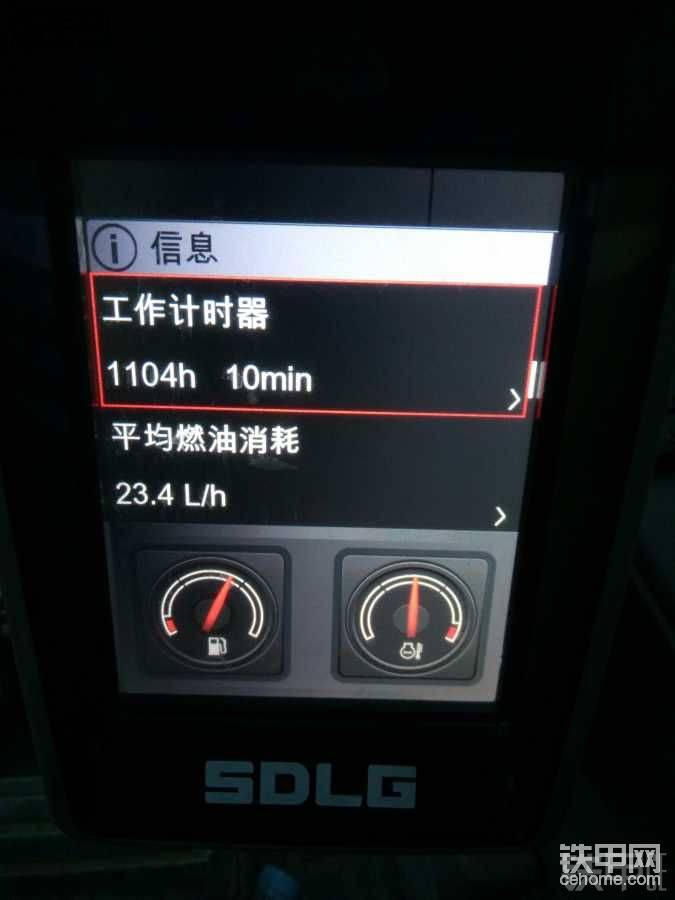 信息
工作计时器
1104h 10min
平均燃油消耗
23.4 L/h
SDLG
铁甲网
cehome.com